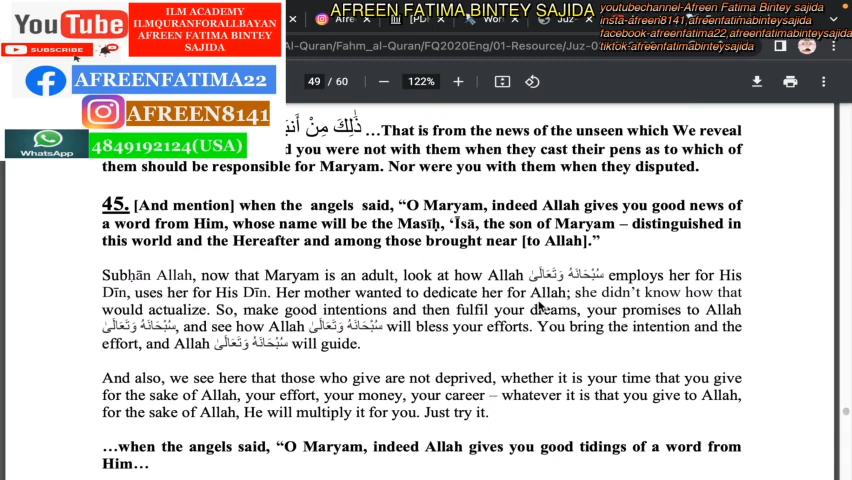 AFREEN FATIMA BINTEY SAJIDA
youtubechannel-Afreen Fatima Bintey sajida
insta-afreen8141,afreenfatimabinteysajida
facebook-afreenfatima22,afreenfatimabinteysajida
tiktok-afreenfatimabinteysajida
YouTube
SUBSCRIBE
ILM ACADEMY
ILMQURANFORALLBAYAN
AFREEN FATIMA BINTEY
SAJIDA
AFREENFATIMA22
AFREEN8141
WhatsApp
4849192124(USA)
Al-Quran/Fahm_al-Quran/FQ2020Eng/01-Resource/Juz-0
49 / 60
122%
ذَٰلِكَ مِنْ …That is from the news of the unseen which We reveal
d you were not with them when they cast their pens as to which of
them should be responsible for Maryam. Nor were you with them when they disputed.
45. [And mention] when the angels said, “O Maryam, indeed Allah gives you good news of
a word from Him, whose name will be the Masīḥ, ‘Īsā, the son of Maryam – distinguished in
this world and the Hereafter and among those brought near [to Allah].”
Subḥān Allah, now that Maryam is an adult, look at how Allah سُبْحَانَهُ وَتَعَالَىٰ employs her for His
Dīn, uses her for His Dīn. Her mother wanted to dedicate her for Allah; she didn’t know how that
would actualize. So, make good intentions and then fulfil your dreams, your promises to Allah
سُبْحَانَهُ وَتَعَالَىٰ, and see how Allah سُبْحَانَهُ وَتَعَالَىٰ will bless your efforts. You bring the intention and the
effort, and Allah سُبْحَانَهُ وَتَعَالَىٰ will guide.
And also, we see here that those who give are not deprived, whether it is your time that you give
for the sake of Allah, your effort, your money, your career – whatever it is that you give to Allah,
for the sake of Allah, He will multiply it for you. Just try it.
…when the angels said, “O Maryam, indeed Allah gives you good tidings of a word from
Him…